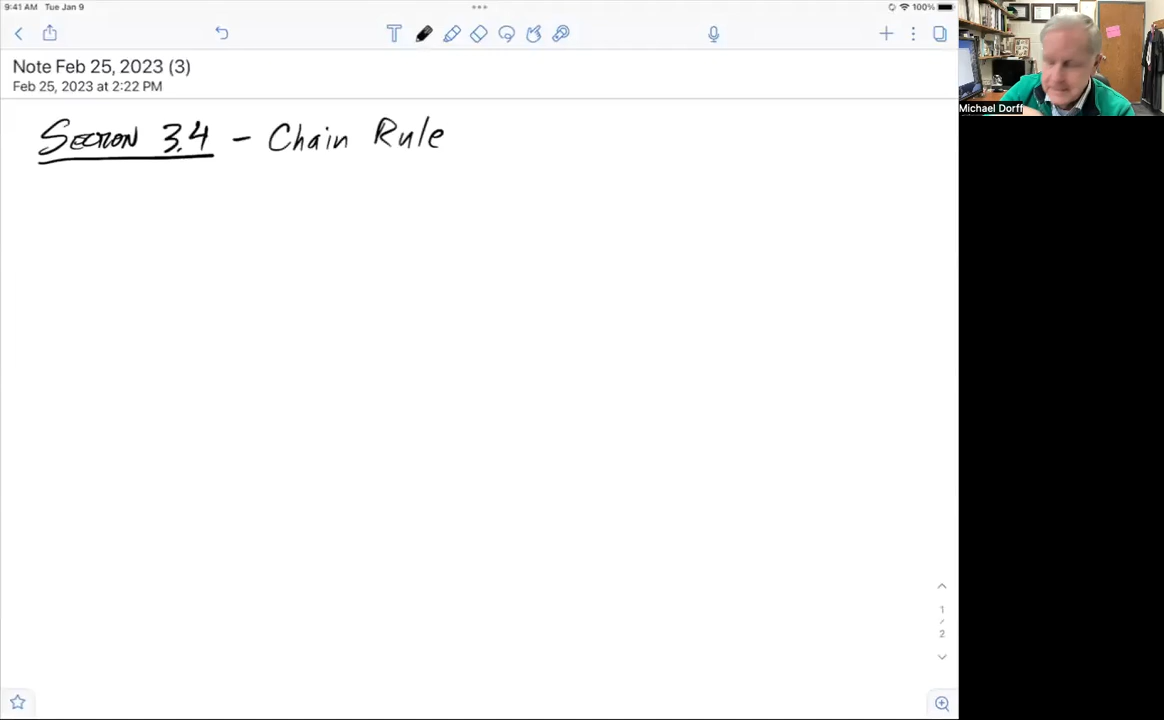 9:41 AM Tue Jan 9
100%
T
Note Feb 25, 2023 (3)
Feb 25, 2023 at 2:22 PM
SECTION 3.4 – Chain Rule
Michael Dorff
1
/
2